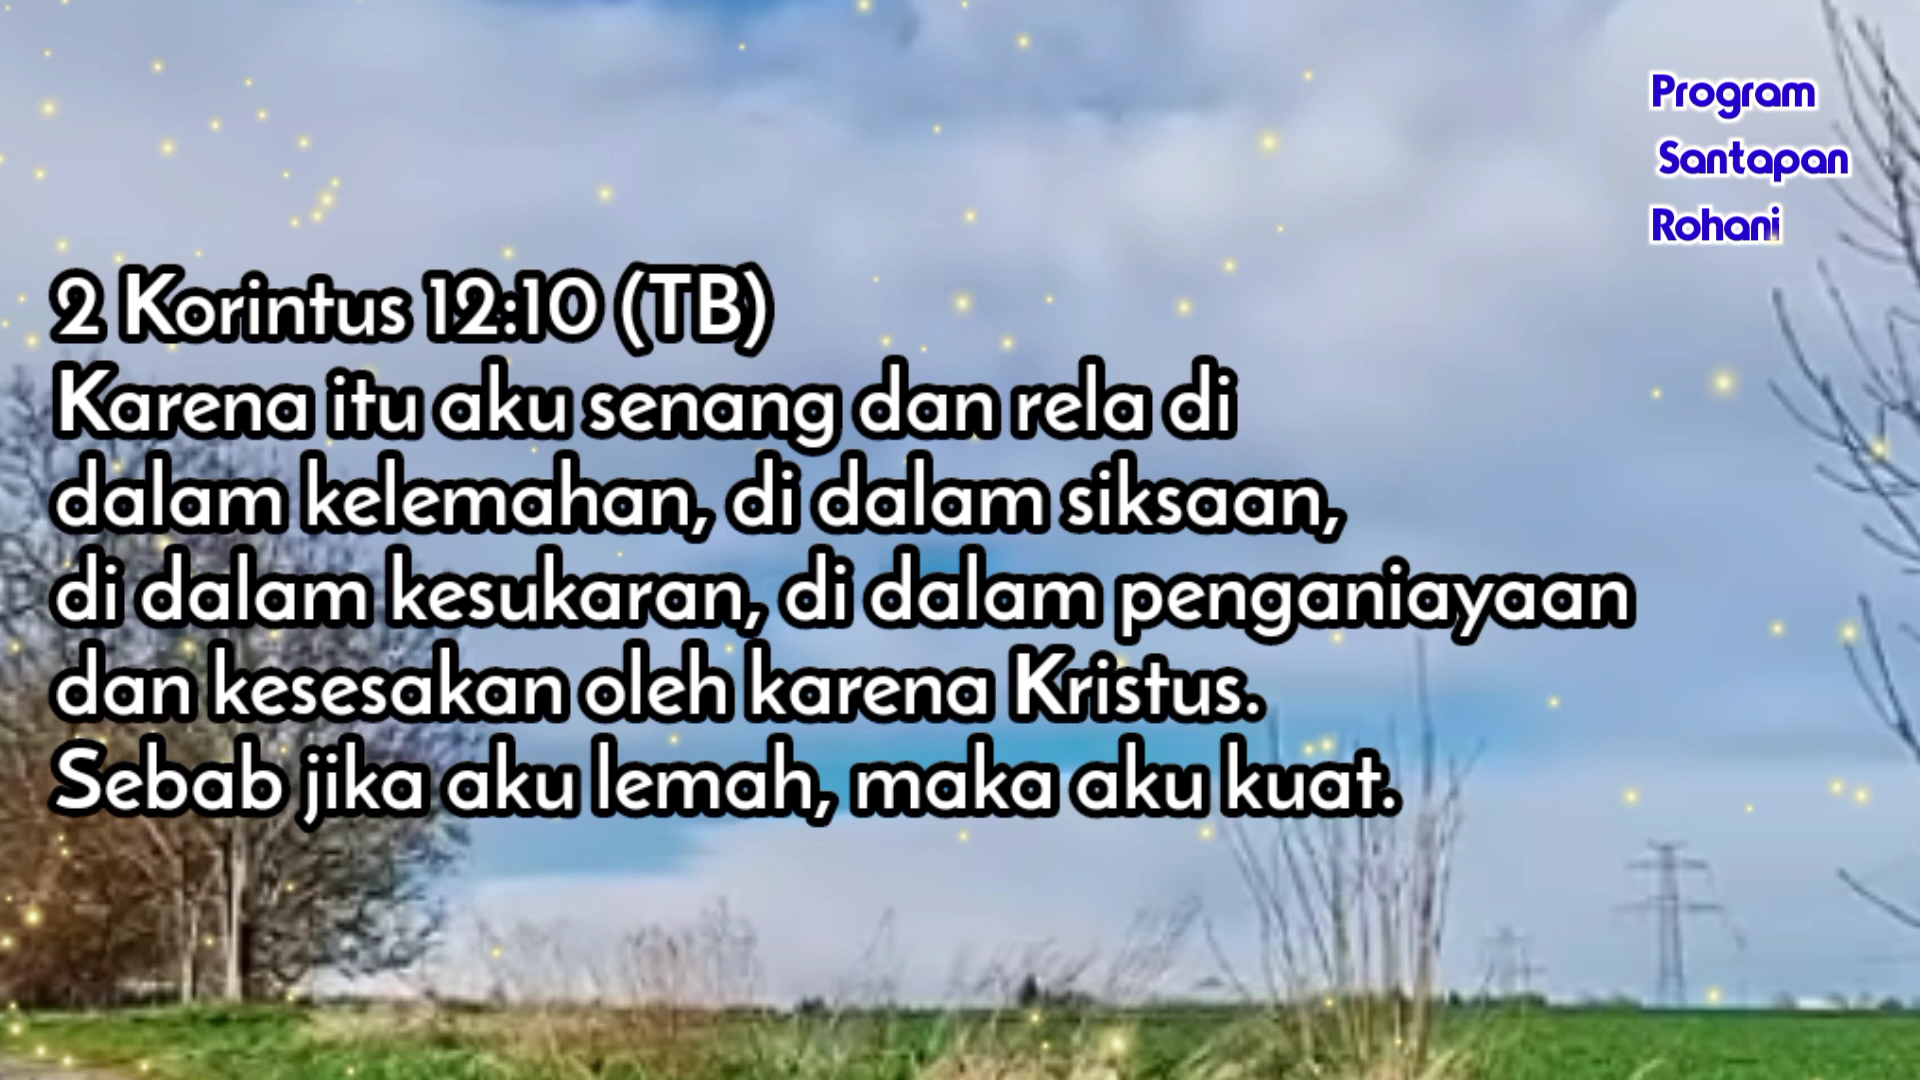 Program
Santapan
Rohani
2 Korintus 12:10 (TB)
Karena itu aku senang dan rela di
dalam kelemahan, di dalam siksaan,
di dalam kesukaran, di dalam penganiayaan
dan kesesakan oleh karena Kristus.
Sebab jika aku lemah, maka aku kuat.